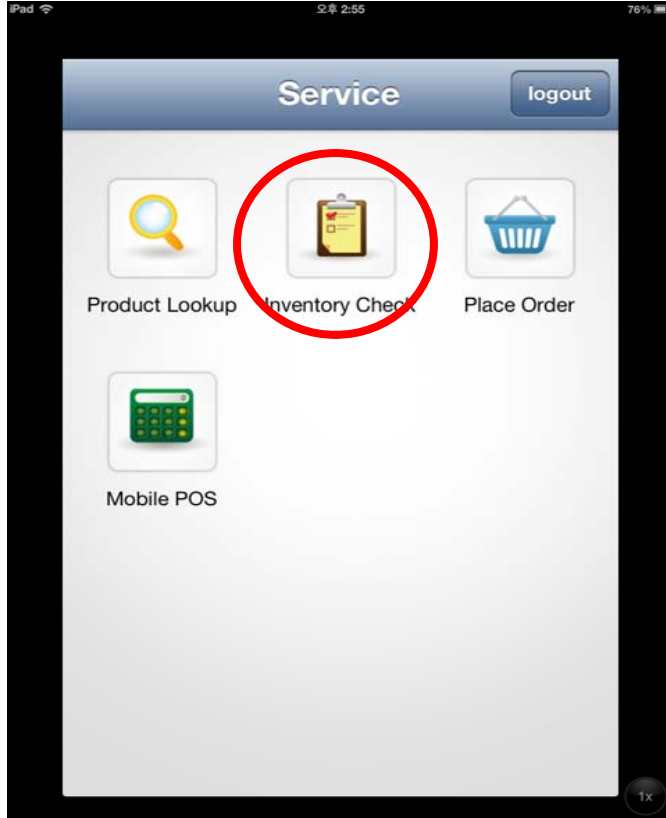 iPad 오후 2:55 76%
Service logout
Product Lookup Inventory Check Place Order
Mobile POS
1x